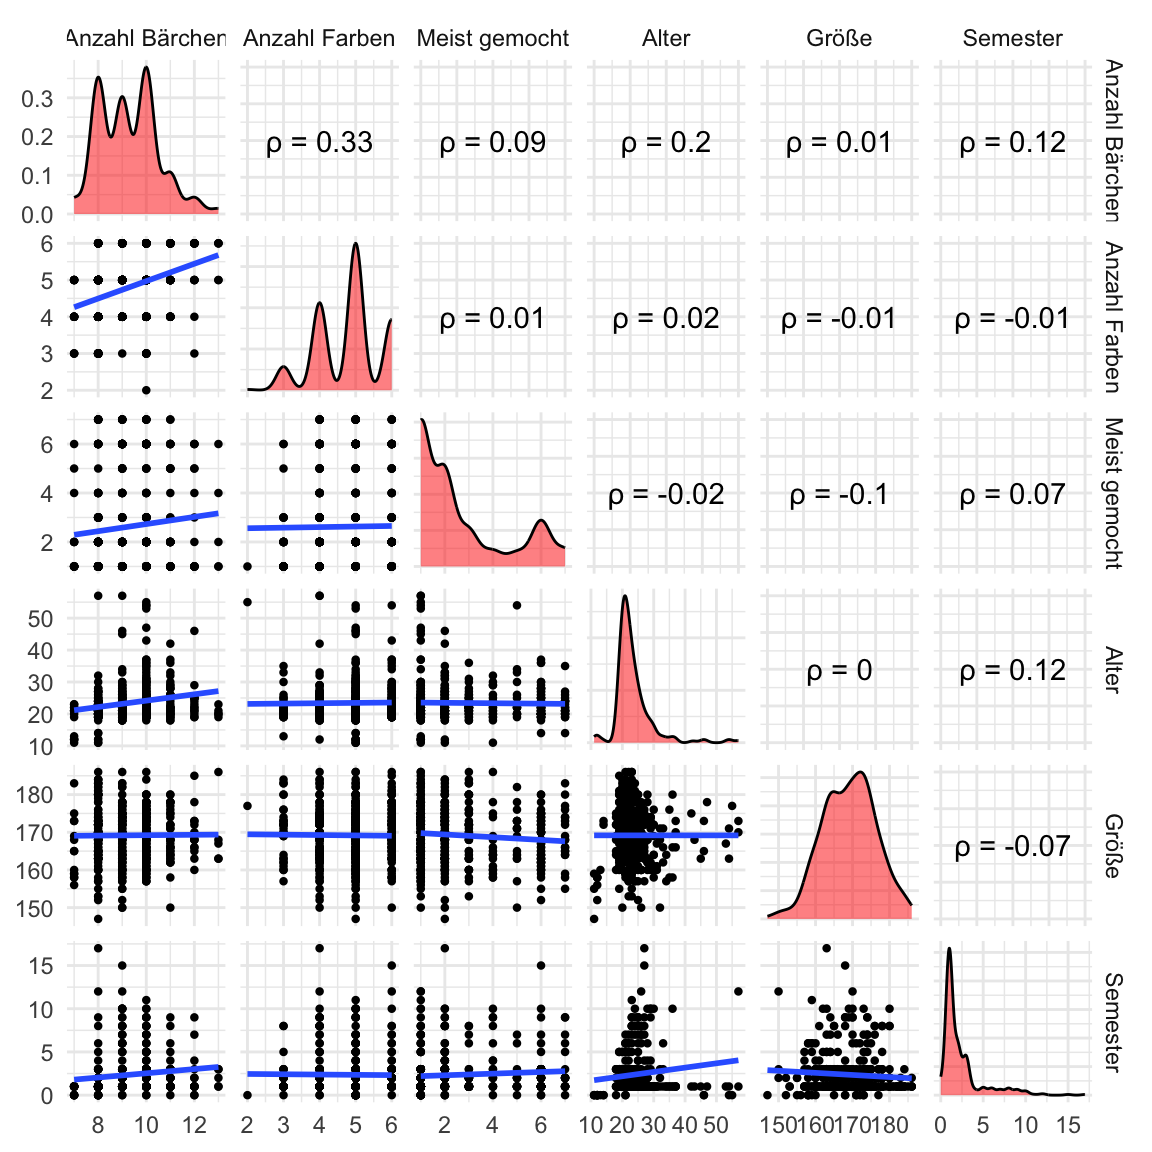 Anzahl Bärchen Anzahl Farben Meist gemocht Alter Größe Semester
0.3
0.2
0.1
0.0
ρ = 0.33 ρ = 0.09 ρ = 0.2 ρ = 0.01 ρ = 0.12
Anzahl Bärchen
6
5
4
3
2
ρ = 0.01 ρ = 0.02 ρ = -0.01 ρ = -0.01
Anzahl Farben
6
4
2
ρ = -0.02 ρ = -0.1 ρ = 0.07
Meist gemocht
50
40
30
20
10
ρ = 0 ρ = 0.12
Alter
180
170
160
150
ρ = -0.07
Größe
15
10
5
0
Semester
8 10 12 2 3 4 5 6 2 4 6 10 20 30 40 50 150 160 170 180 0 5 10 15